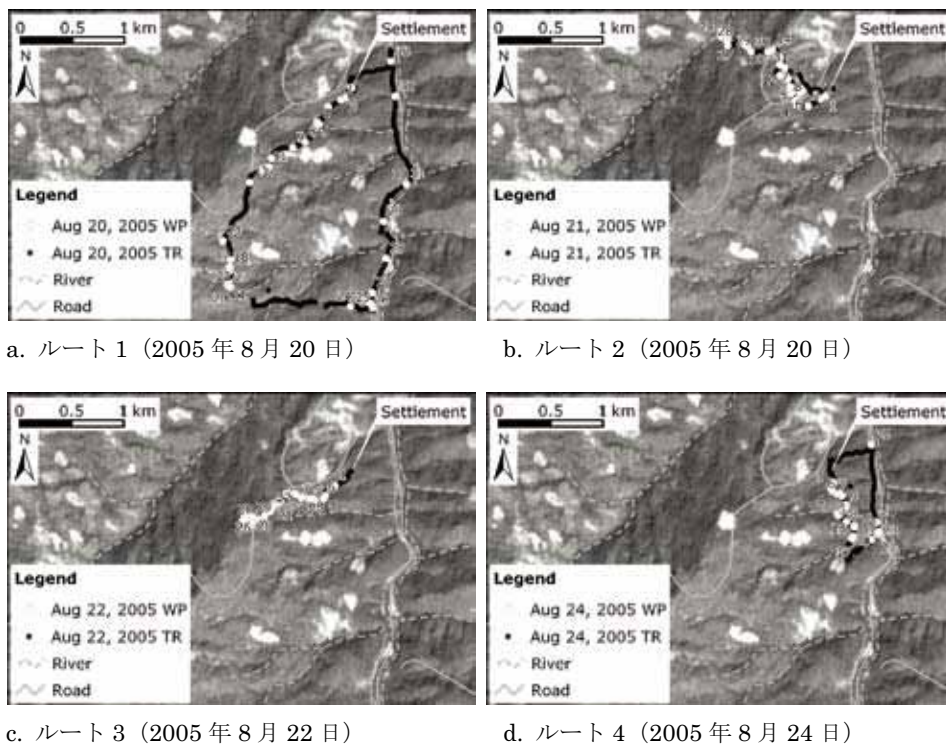 0 0.5 1 km
Settlement
N
Legend
Aug 20, 2005 WP
Aug 20, 2005 TR
River
Road
a. ルート 1（2005 年 8 月 20 日）
0 0.5 1 km
Settlement
N
Legend
Aug 21, 2005 WP
Aug 21, 2005 TR
River
Road
b. ルート 2（2005 年 8 月 20 日）
0 0.5 1 km
Settlement
N
Legend
Aug 22, 2005 WP
Aug 22, 2005 TR
River
Road
c. ルート 3（2005 年 8 月 22 日）
0 0.5 1 km
Settlement
N
Legend
Aug 24, 2005 WP
Aug 24, 2005 TR
River
Road
d. ルート 4（2005 年 8 月 24 日）